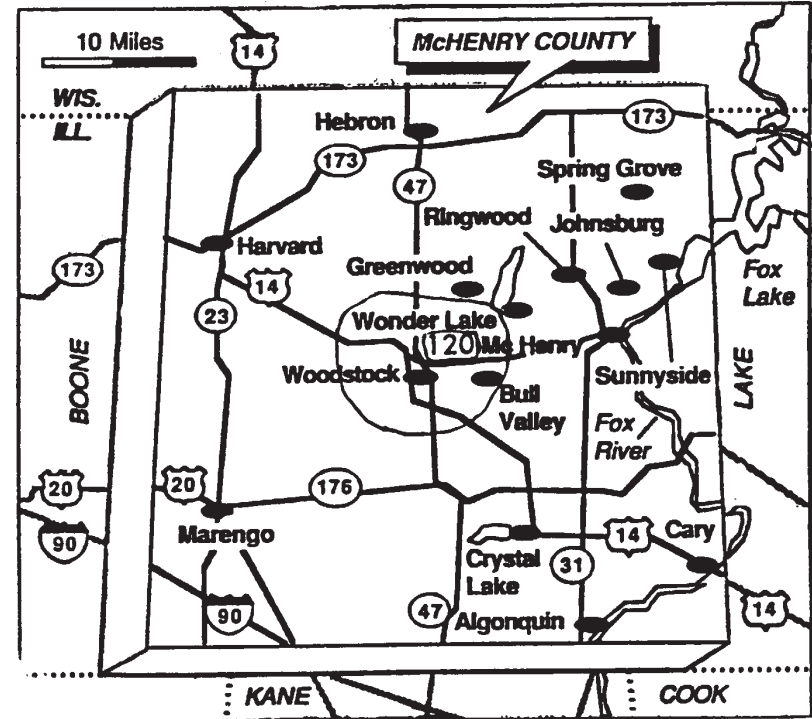 10 Miles
14
McHENRY COUNTY
WIS.
ILL.
Hebron
173
173
47
Spring Grove
Ringwood
Johnsburg
Harvard
173
Greenwood
Fox
Lake
14
23
Wonder Lake
120
Mc Henry
BOONE
Woodstock
Sunnyside
LAKE
Bull
Valley
Fox
River
20
20
176
90
Marengo
Crystal
Lake
14
Cary
31
90
47
Algonquin
14
KANE
COOK